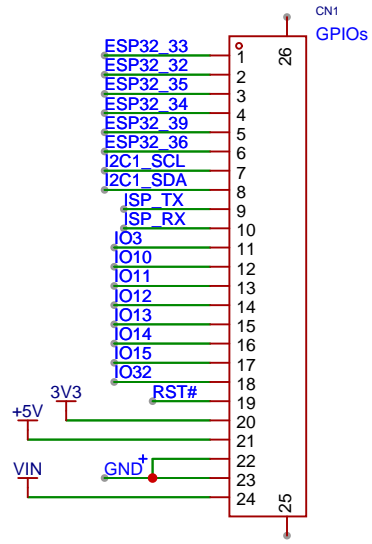 CN1
GPIOs
26
ESP32_33 1
ESP32_32 2
ESP32_35 3
ESP32_34 4
ESP32_39 5
ESP32_36 6
I2C1_SCL 7
I2C1_SDA 8
ISP_TX 9
ISP_RX 10
IO3 11
IO10 12
IO11 13
IO12 14
IO13 15
IO14 16
IO15 17
IO32 18
RST# 19
3V3 20
+5V 21
22
GND + 23
VIN 24
25